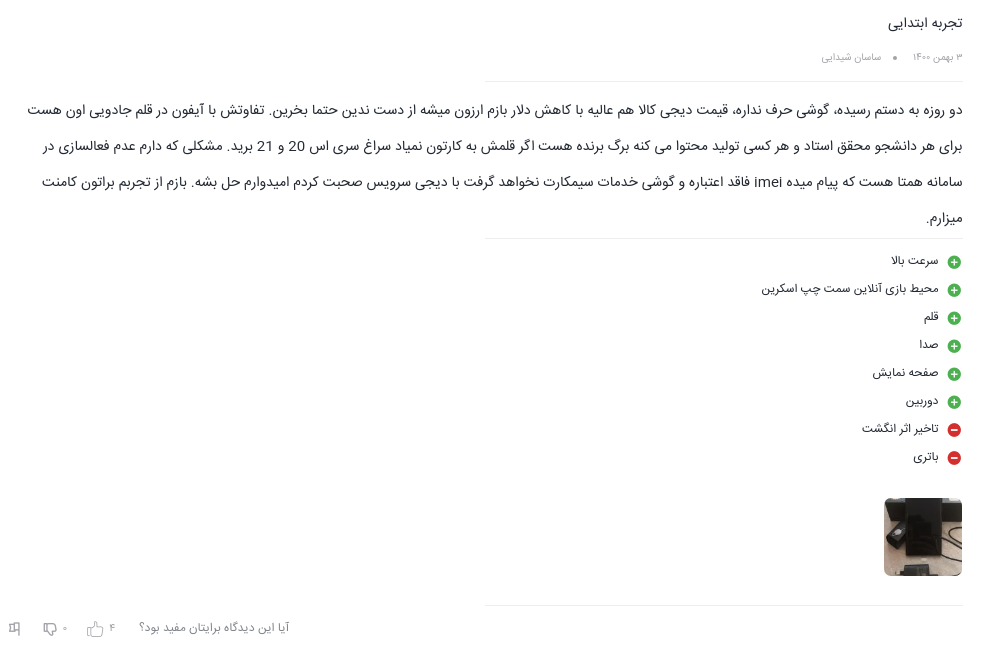 تجربه ابتدایی
۳ بهمن ۱۴۰۰ • ساسان شیدایی
دو روزه به دستم رسیده، گوشی حرف نداره، قیمت دیجی کالا هم عالیه با کاهش دلار بازم ارزون میشه از دست ندین حتما بخرین. تفاوتش با آیفون در قلم جادویی اون هست
برای هر دانشجو محقق استاد و هر کسی تولید محتوا می کنه برگ برنده هست اگر قلمش به کارتون نمیاد سراغ سری اس 20 و 21 برید. مشکلی که دارم عدم فعالسازی در
سامانه همتا هست که پیام میده imei فاقد اعتباره و گوشی خدمات سیمکارت نخواهد گرفت با دیجی سرویس صحبت کردم امیدوارم حل بشه. بازم از تجربم براتون کامنت
میزارم.
سرعت بالا
محیط بازی آنلاین سمت چپ اسکرین
قلم
صدا
صفحه نمایش
دوربین
تاخیر اثر انگشت
باتری
آیا این دیدگاه برایتان مفید بود؟ ۴ ۰